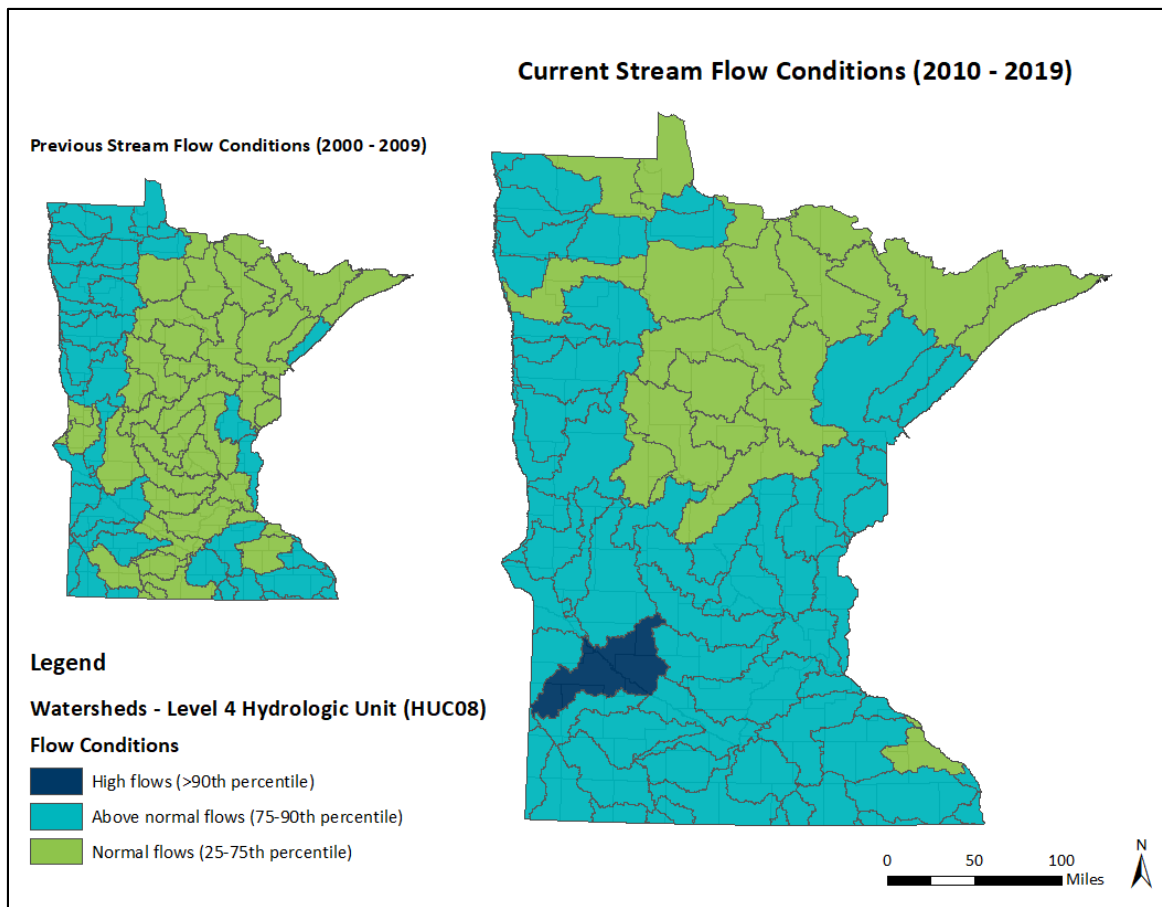 Current Stream Flow Conditions (2010 - 2019)
Previous Stream Flow Conditions (2000 - 2009)
Legend
Watersheds - Level 4 Hydrologic Unit (HUC08)
Flow Conditions
High flows (>90th percentile)
Above normal flows (75-90th percentile)
Normal flows (25-75th percentile)
0 50 100
Miles
N